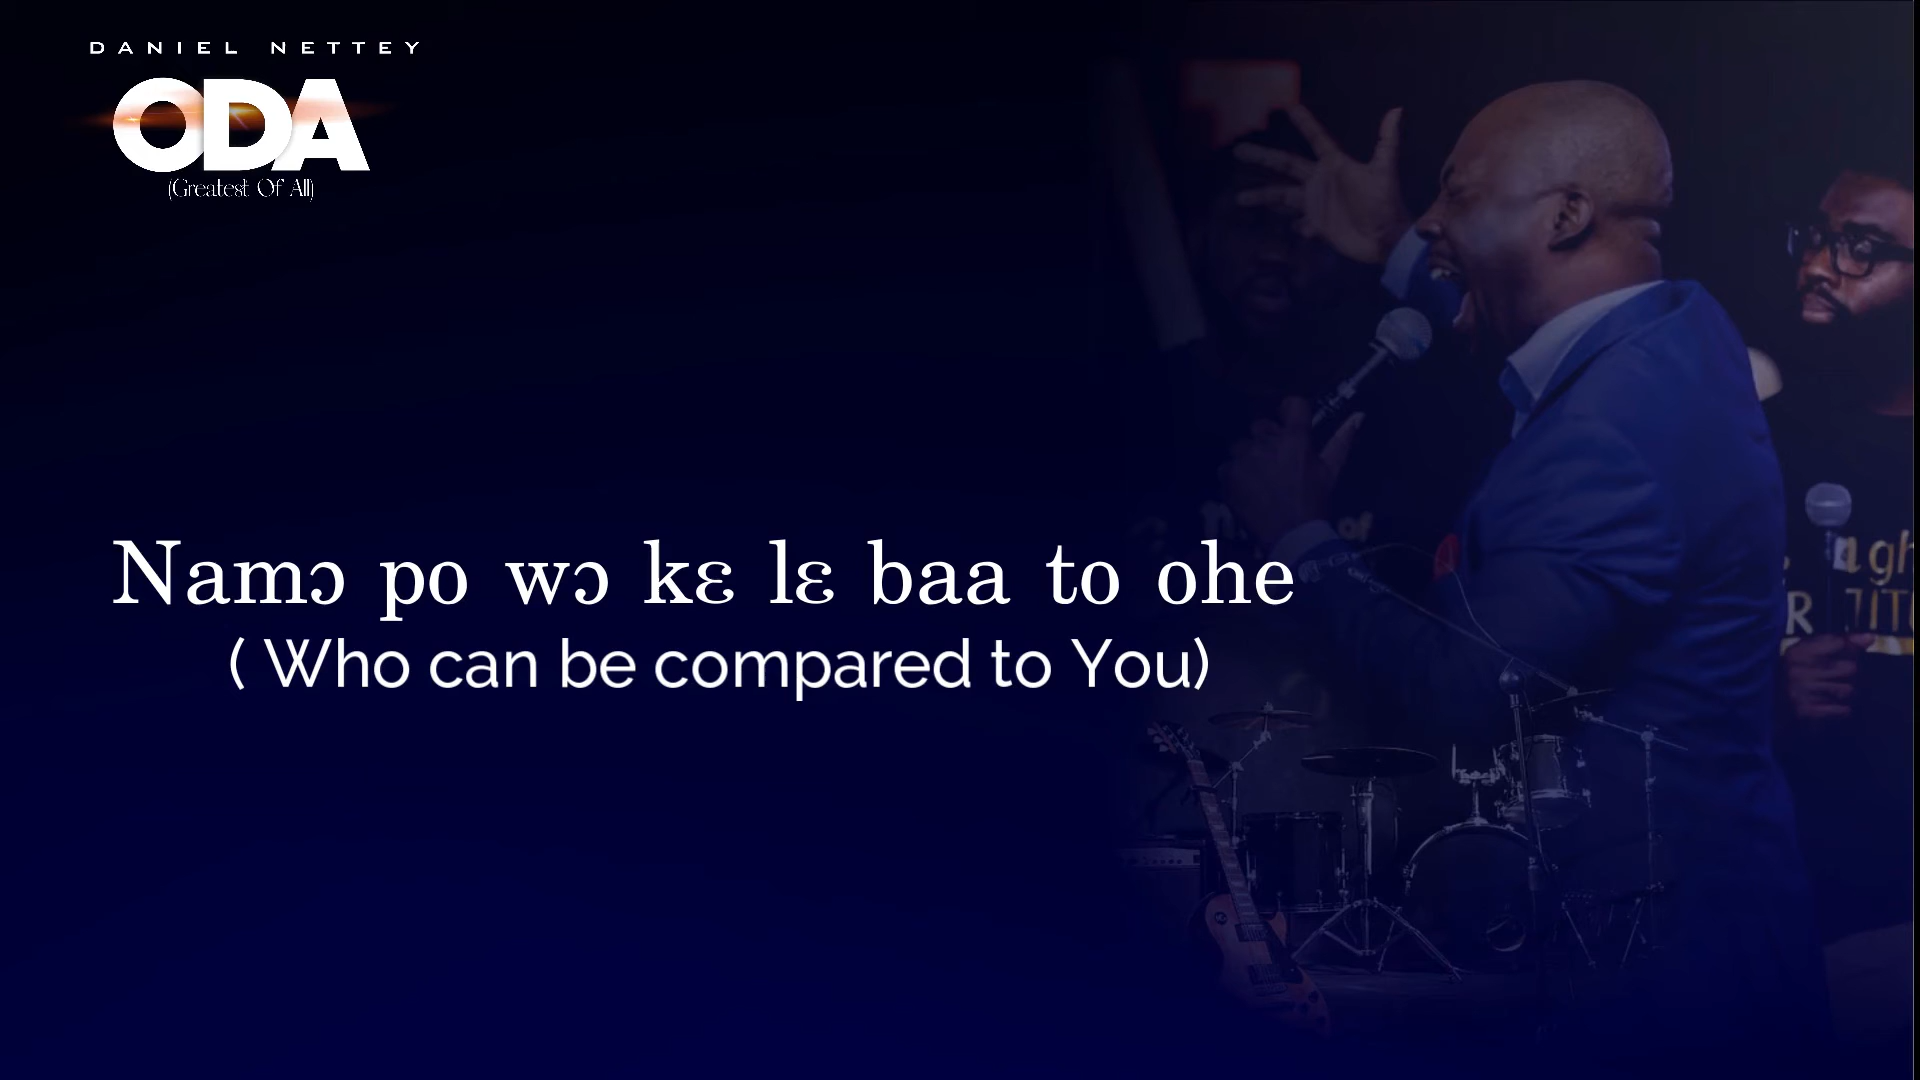 DANIEL NETTEY
ODA
(Greatest Of All)
Namɔ po wɔ kɛ lɛ baa to ohe
( Who can be compared to You)
of